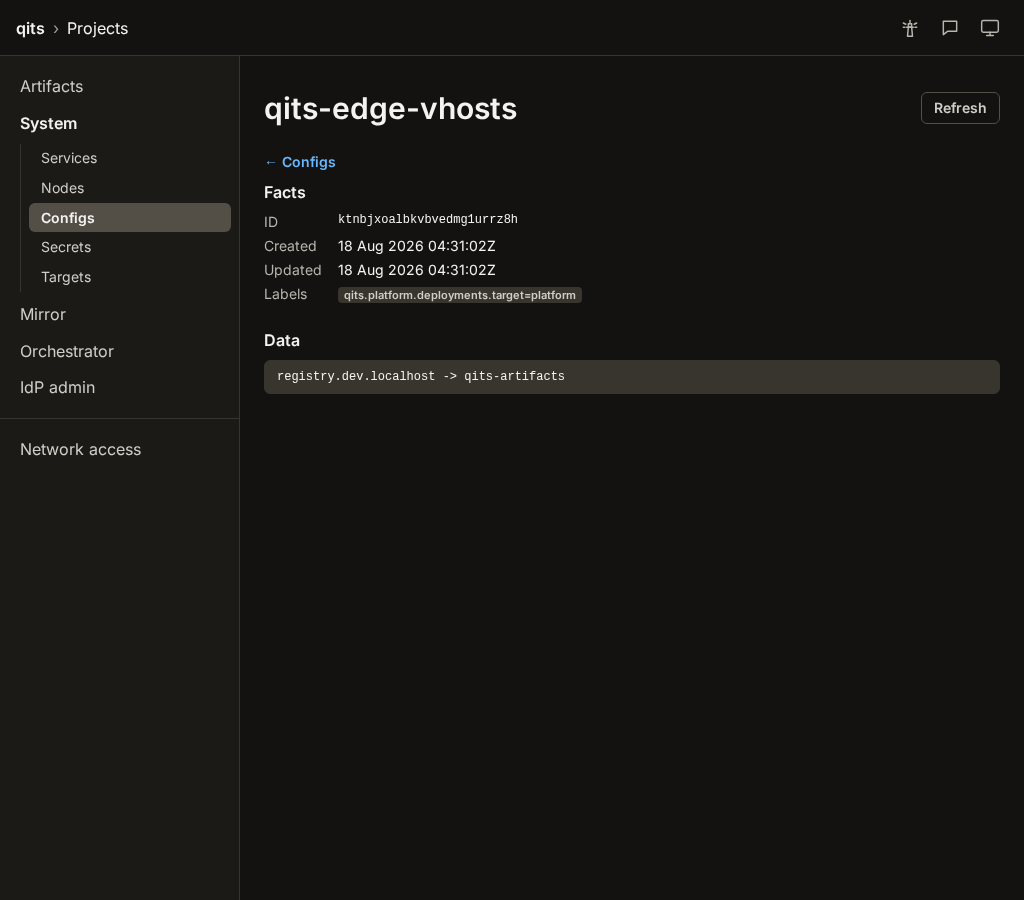 qits › Projects
Artifacts
System
Services
Nodes
Configs
Secrets
Targets
Mirror
Orchestrator
IdP admin
Network access
qits-edge-vhosts
Refresh
← Configs
Facts
ID ktnbjxoalbkvbvedmg1urrz8h
Created 18 Aug 2026 04:31:02Z
Updated 18 Aug 2026 04:31:02Z
Labels qits.platform.deployments.target=platform
Data
registry.dev.localhost -> qits-artifacts